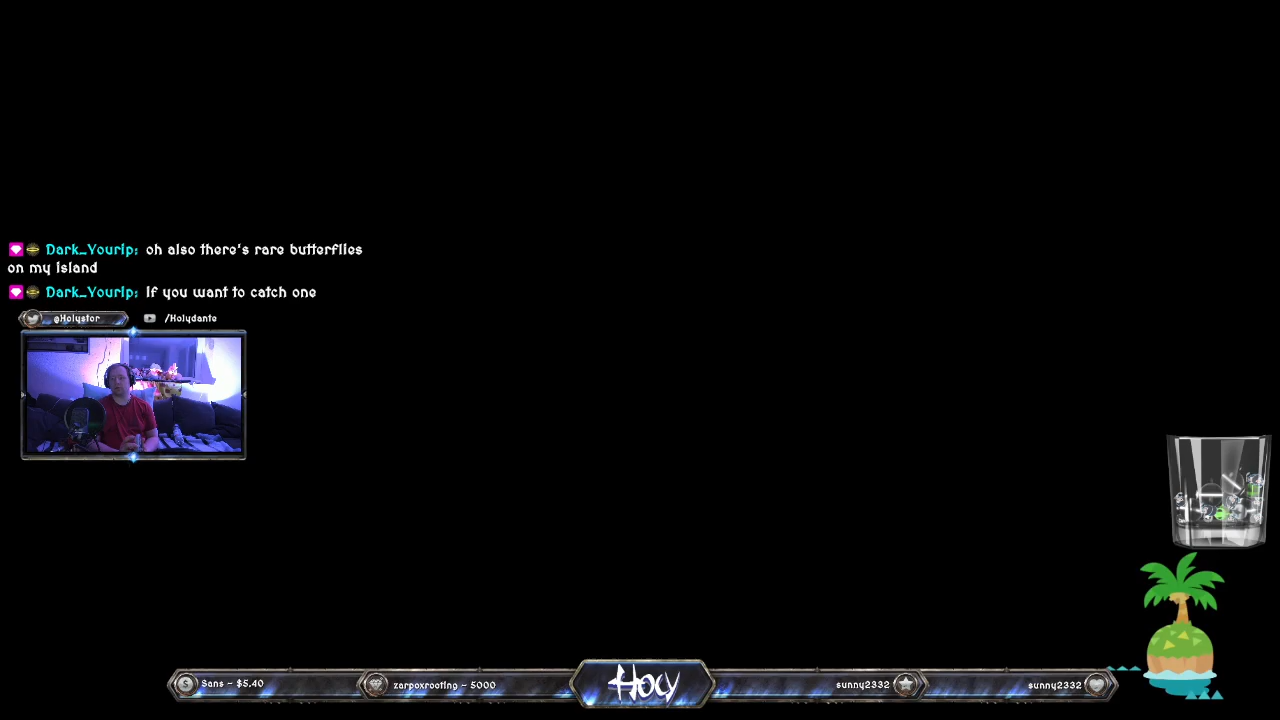 Dark_Yourip: oh also there's rare butterflies
on my island
Dark_Yourip: if you want to catch one
@Holystor /Holydante
Sans ~ $5.40 zarpoxrooting ~ 5000 Holy sunny2332 sunny2332